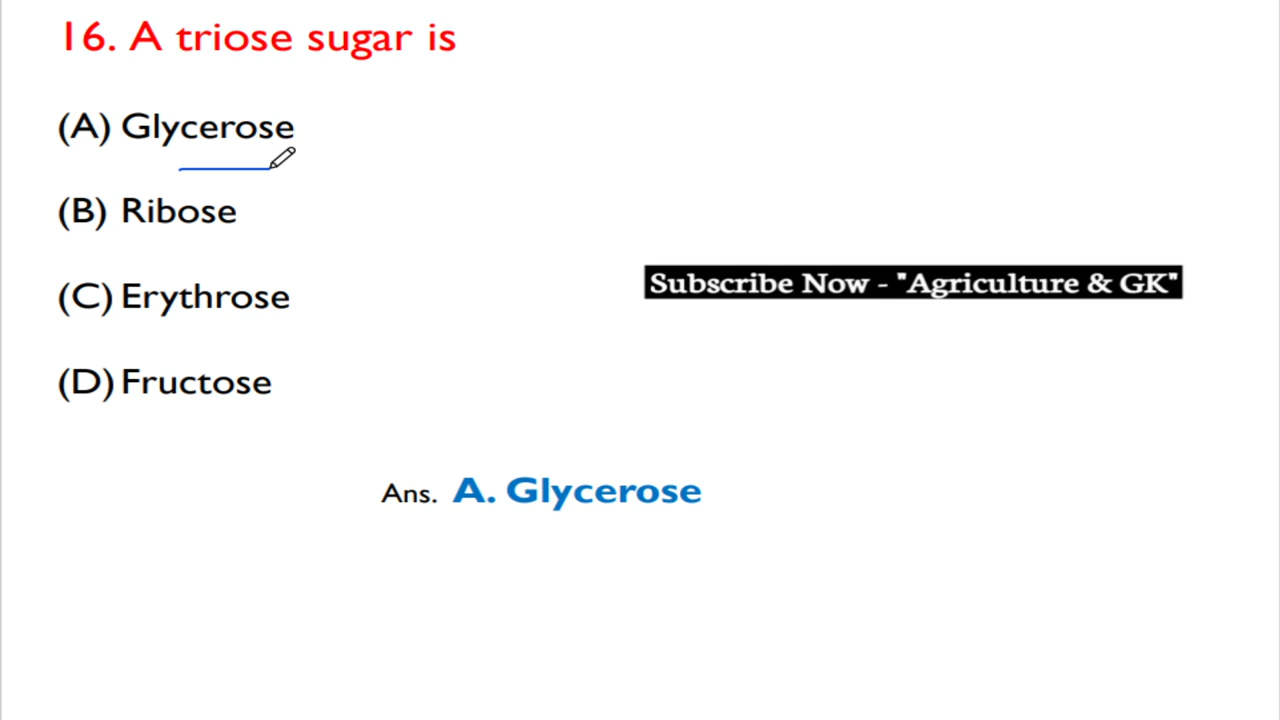 16. A triose sugar is
(A) Glycerose
(B) Ribose
(C) Erythrose
(D) Fructose
Subscribe Now - "Agriculture & GK"
Ans. A. Glycerose